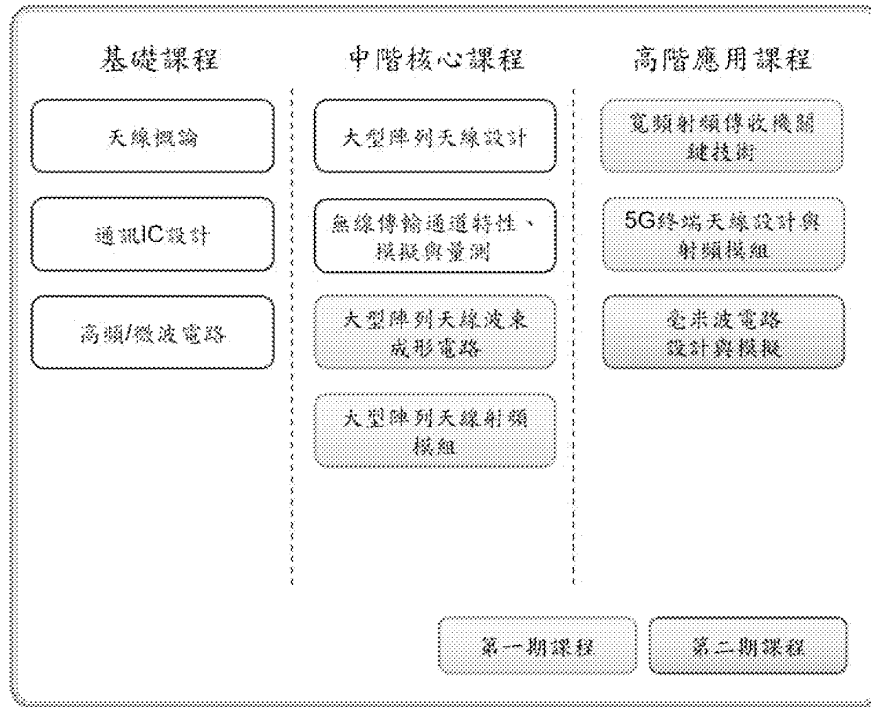 基礎課程
天線概論
通訊IC設計
高頻/微波電路
中階核心課程
大型陣列天線設計
無線傳輸通道特性、
模擬與量測
大型陣列天線波束
成形電路
大型陣列天線射頻
模組
高階應用課程
寬頻射頻傳收機關
鍵技術
5G終端天線設計與
射頻模組
毫米波電路
設計與模擬
第一期課程
第二期課程